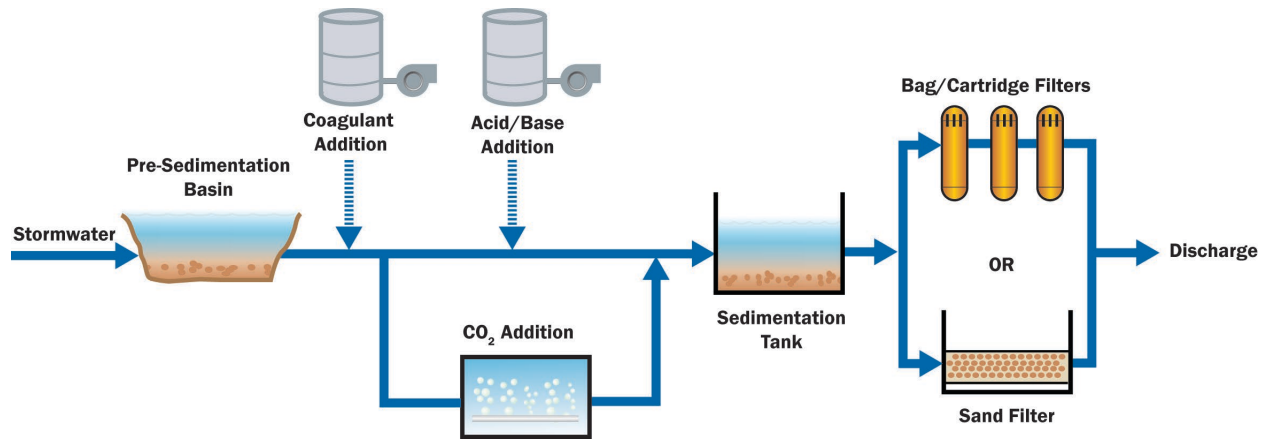 Stormwater
Pre-Sedimentation
Basin
Coagulant
Addition
Acid/Base
Addition
CO₂ Addition
Sedimentation
Tank
Bag/Cartridge Filters
OR
Sand Filter
Discharge